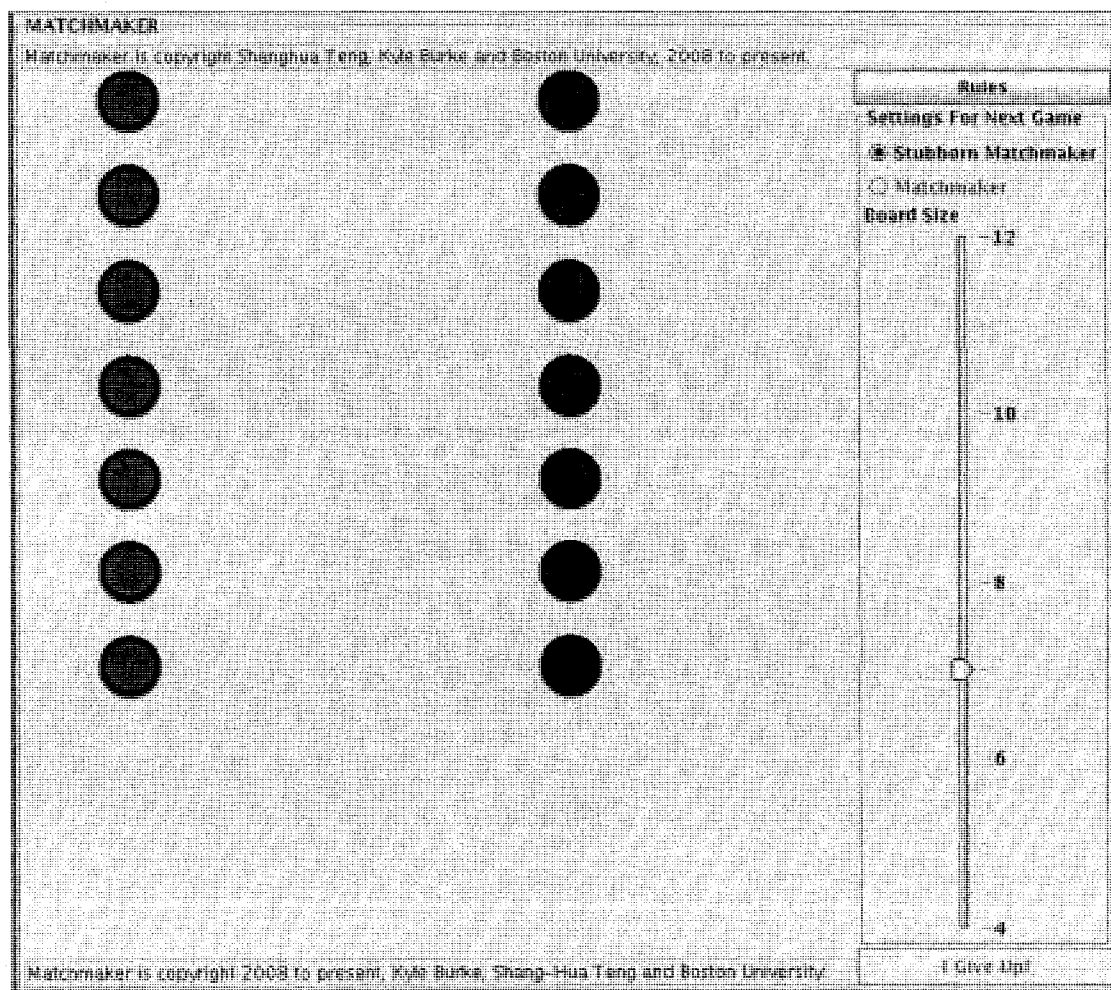 MATCHMAKER
Matchmaker is copyright Shanghua Teng, Kyle Burke and Boston University, 2008 to present.
Rules
Settings For Next Game
Stubborn Matchmaker
Matchmaker
Board Size
12
10
8
6
4
Matchmaker is copyright 2008 to present, Kyle Burke, Shang-Hua Teng and Boston University.
I Give Up!